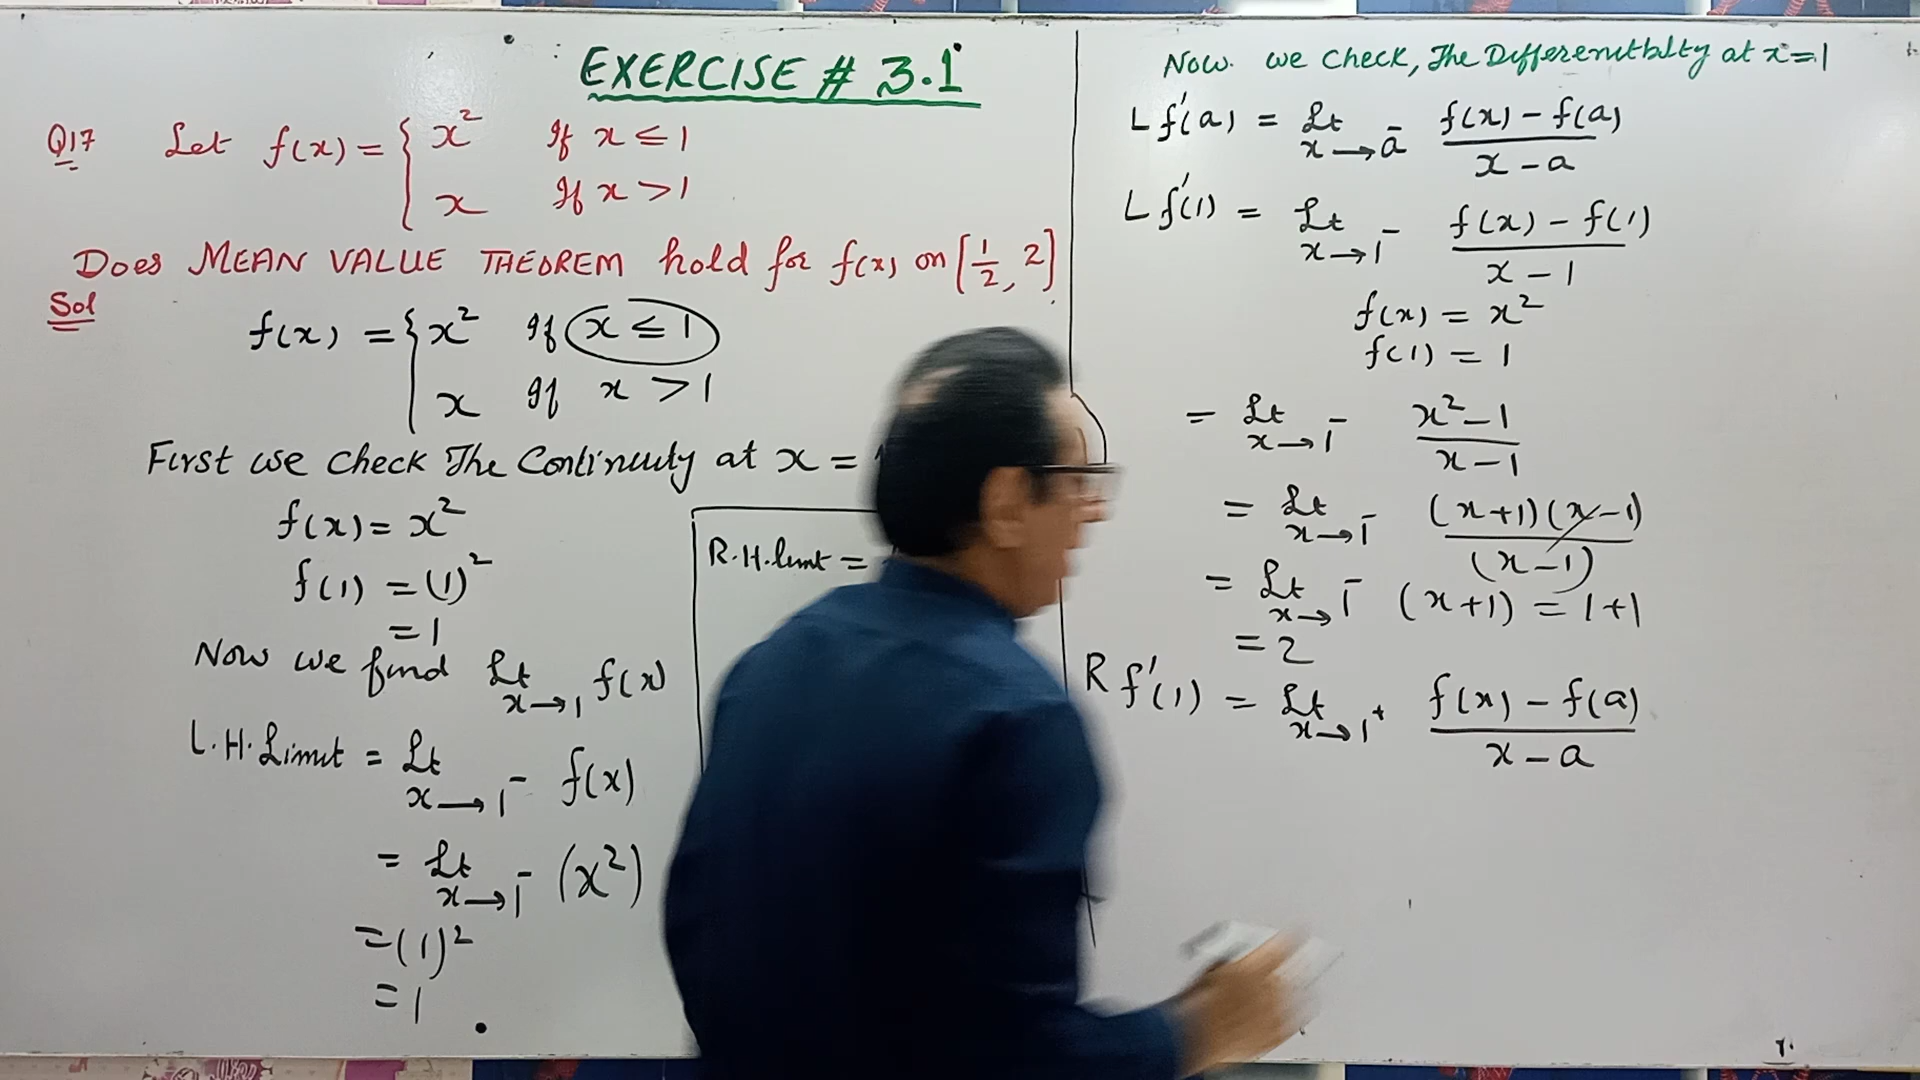 EXERCISE # 3.1
Q17 Let f(x) = { x² If x ≤ 1
x If x > 1
Does MEAN VALUE THEOREM hold for f(x) on [1/2, 2]
Sol
f(x) = { x² If x ≤ 1
x If x > 1
First we check The Continuity at x =
f(x) = x²
f(1) = (1)²
= 1
Now we find Lt x→1 f(x)
L.H.Limit = Lt x→1⁻ f(x)
= Lt x→1⁻ (x²)
= (1)²
= 1
R.H.limit =
Now we check, The Differentbilty at x = 1
L f'(a) = Lt x→a⁻ f(x) - f(a) / x - a
L f'(1) = Lt x→1⁻ f(x) - f(1) / x - 1
f(x) = x²
f(1) = 1
= Lt x→1⁻ x² - 1 / x - 1
= Lt x→1⁻ (x+1)(x-1) / (x-1)
= Lt x→1⁻ (x+1) = 1+1
= 2
R f'(1) = Lt x→1⁺ f(x) - f(a) / x - a